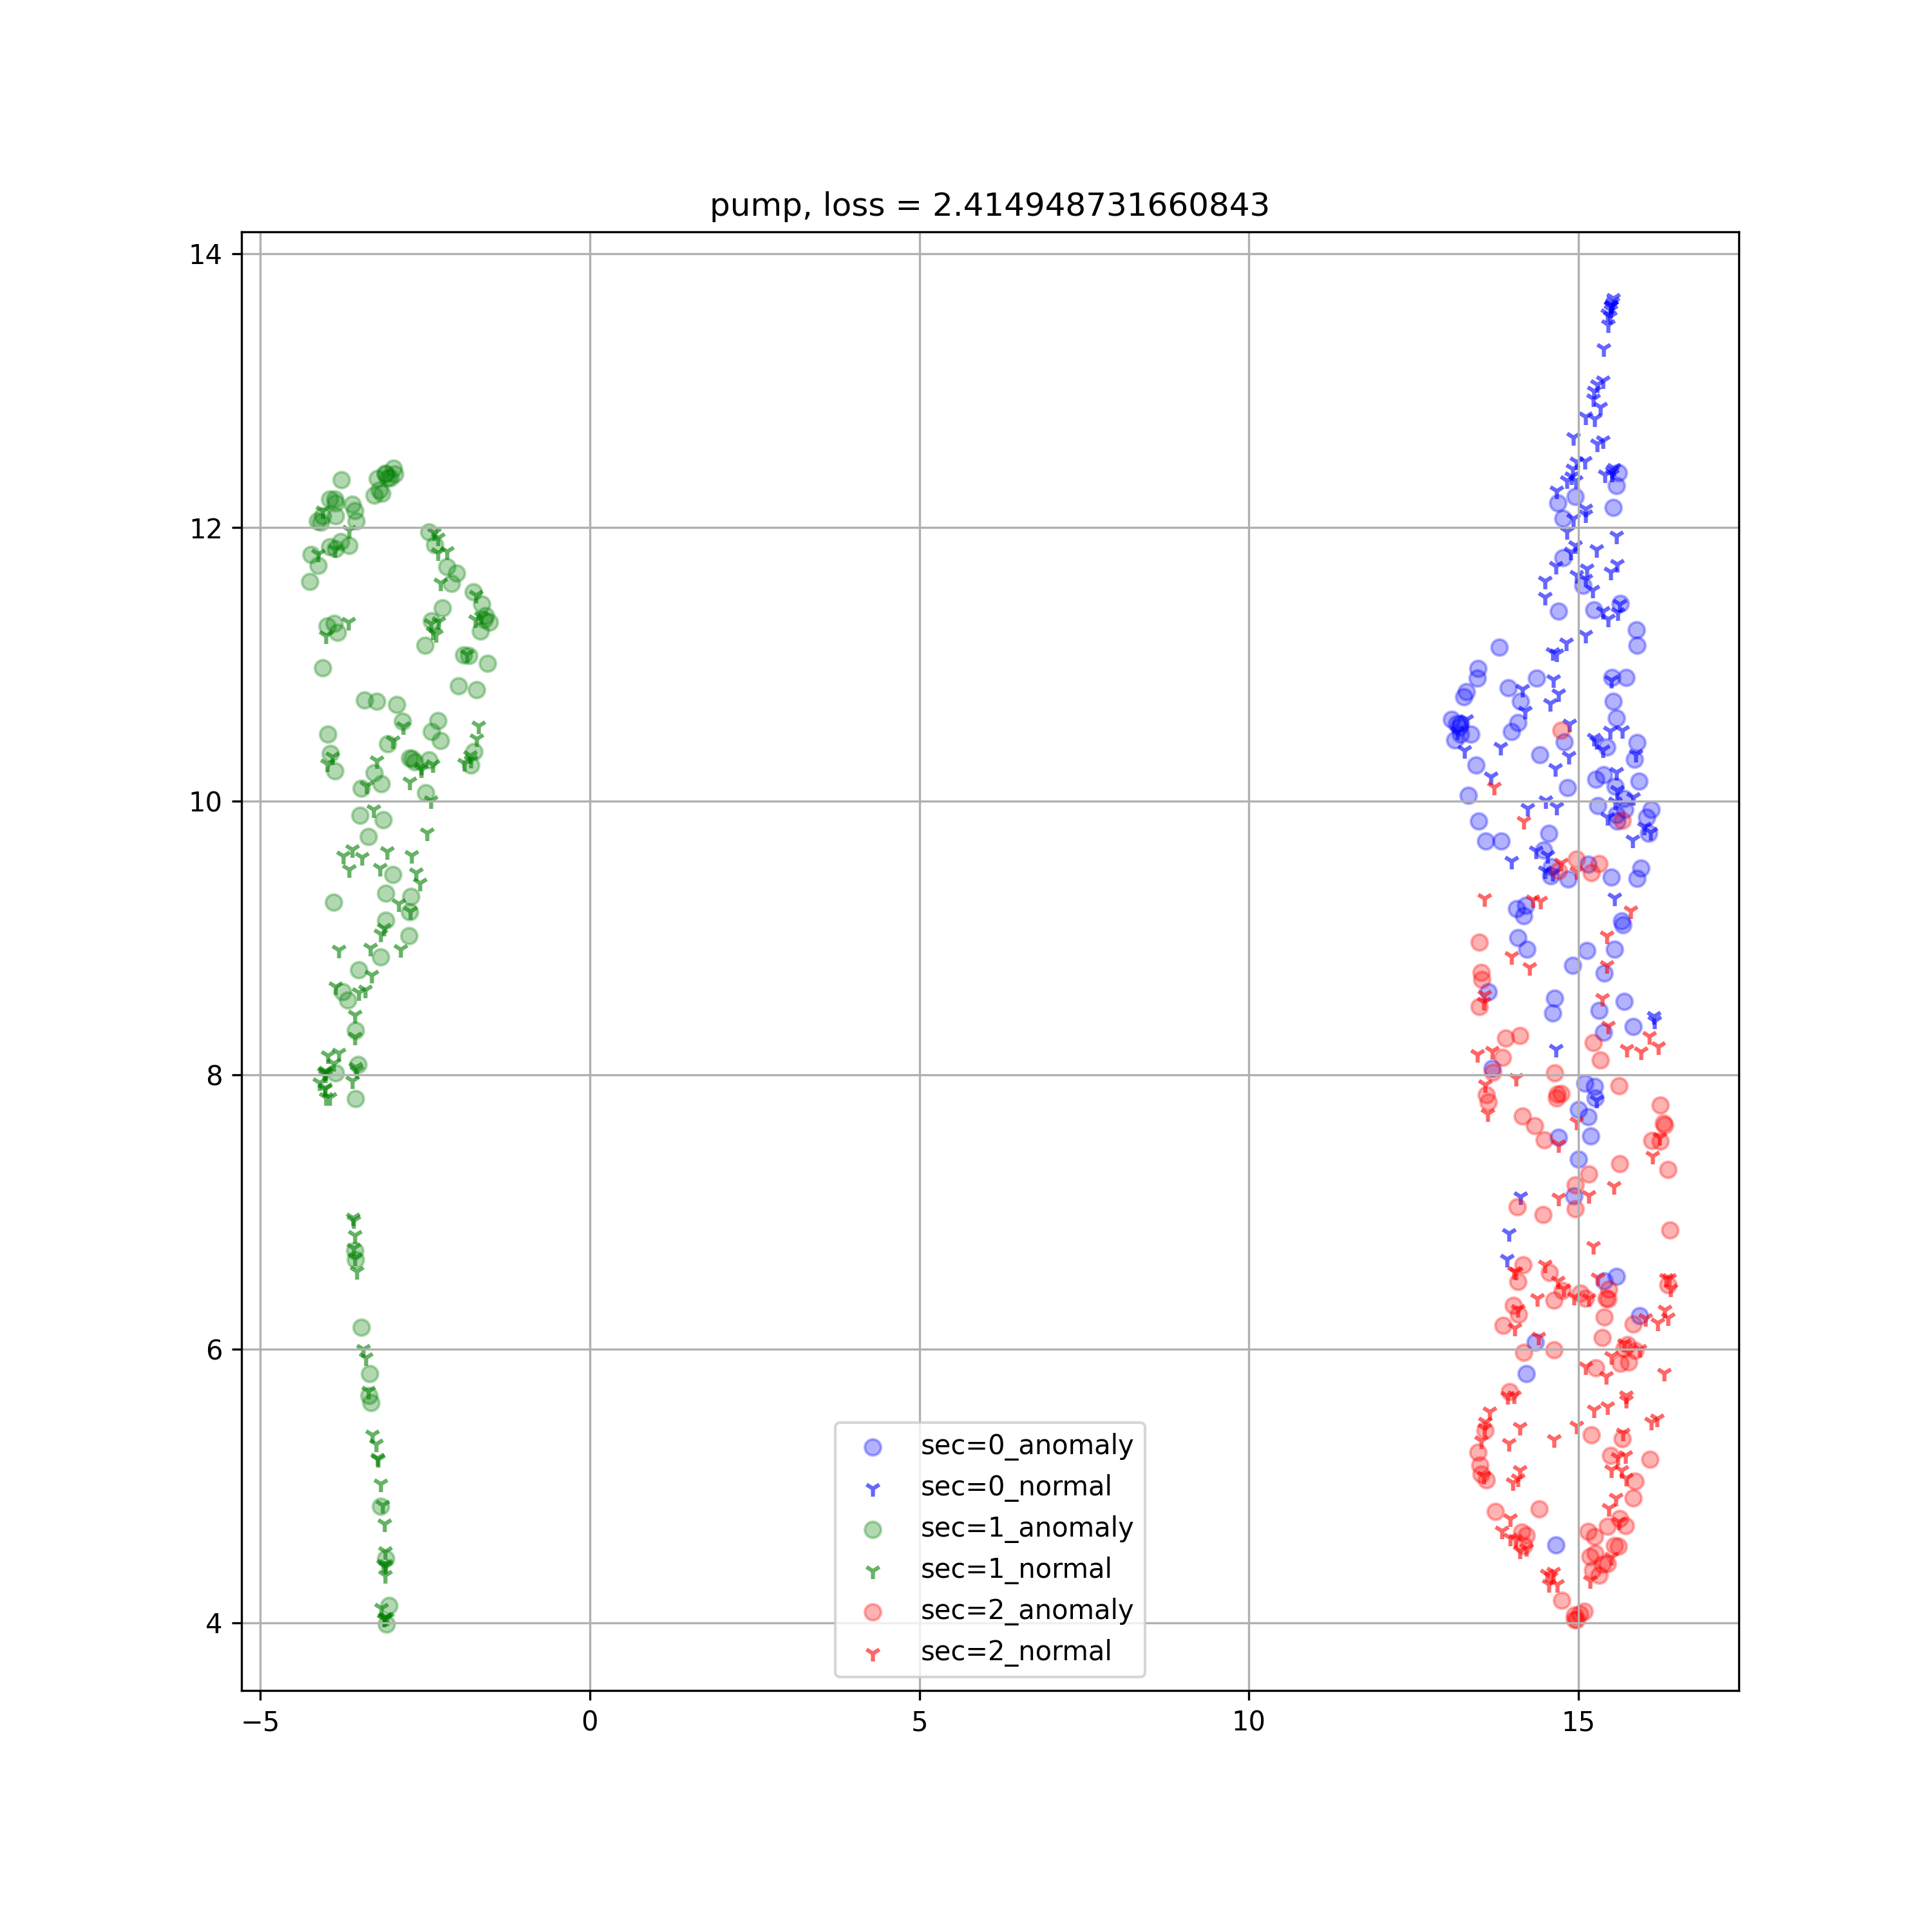 pump, loss = 2.414948731660843
14
12
10
8
6
4
sec=0_anomaly
sec=0_normal
sec=1_anomaly
sec=1_normal
sec=2_anomaly
sec=2_normal
−5 0 5 10 15